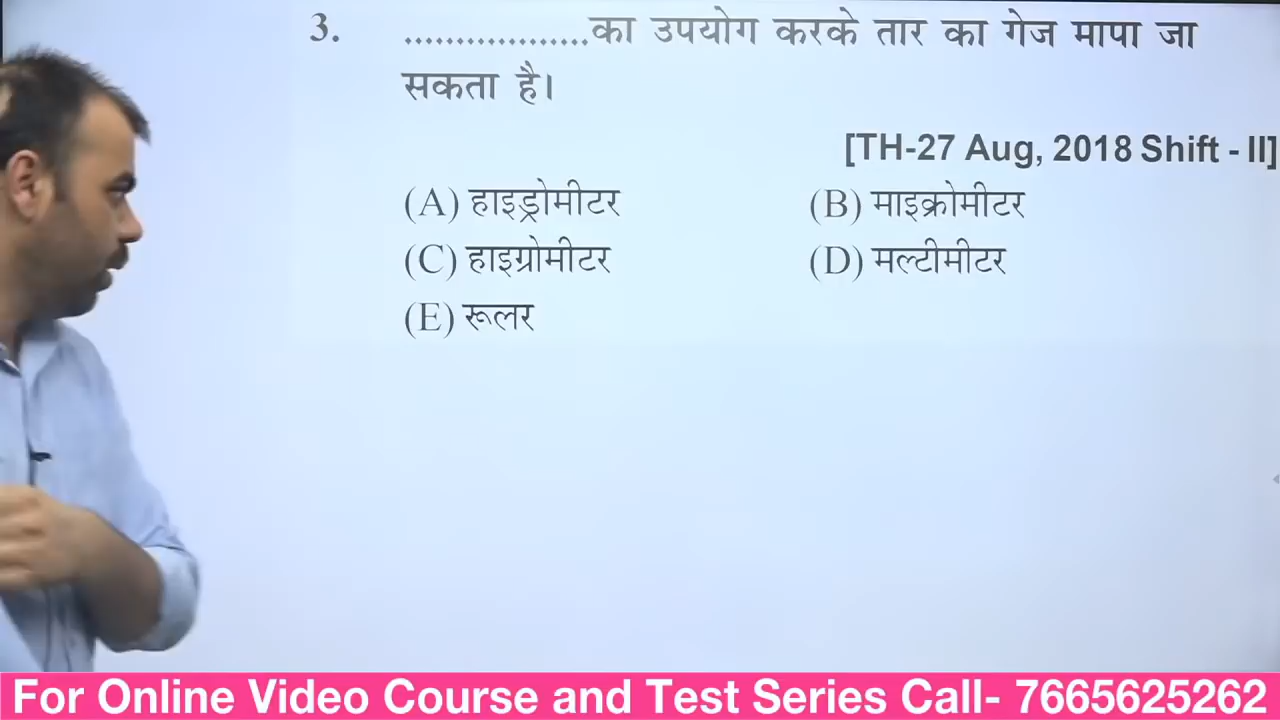 3. ..................का उपयोग करके तार का गेज मापा जा
सकता है।
[TH-27 Aug, 2018 Shift - II]
(A) हाइड्रोमीटर (B) माइक्रोमीटर
(C) हाइग्रोमीटर (D) मल्टीमीटर
(E) रूलर
For Online Video Course and Test Series Call- 7665625262